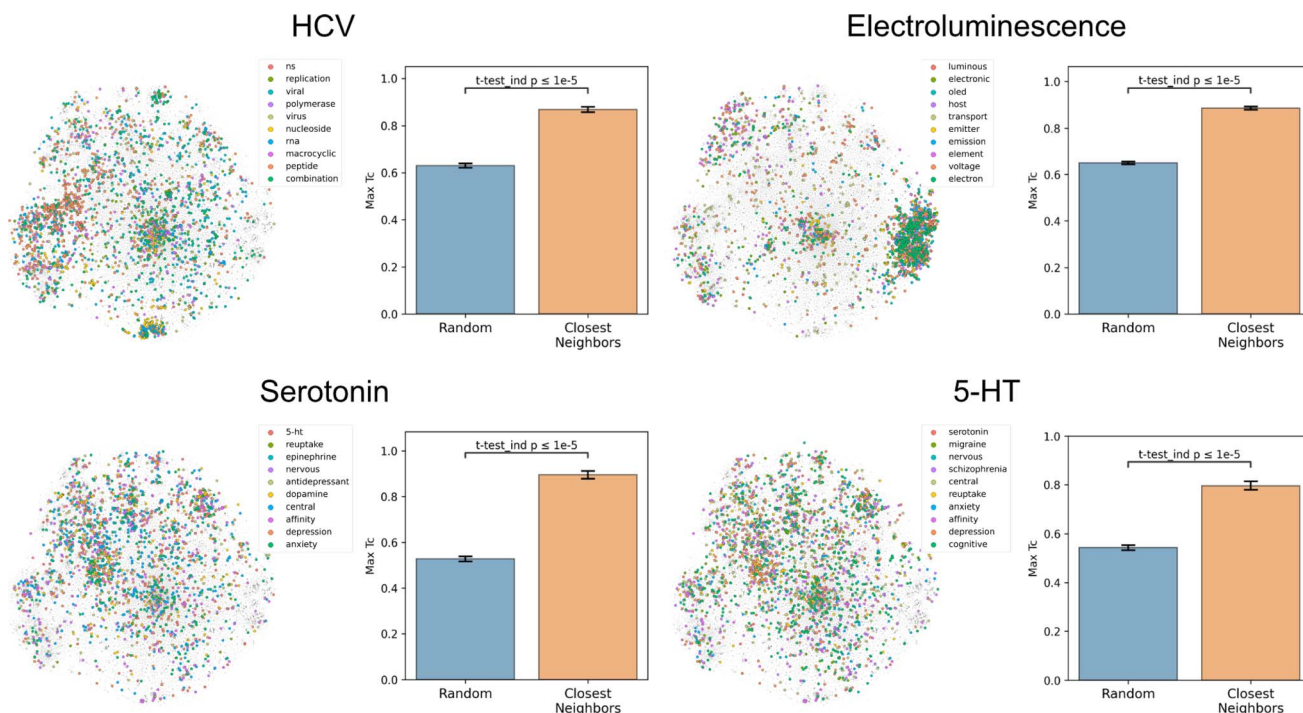 HCV
ns
replication
viral
polymerase
virus
nucleoside
rna
macrocyclic
peptide
combination
t-test_ind p ≤ 1e-5
Max Tc
1.0
0.8
0.6
0.4
0.2
0.0
Random
Closest
Neighbors
Electroluminescence
luminous
electronic
oled
host
transport
emitter
emission
element
voltage
electron
t-test_ind p ≤ 1e-5
Max Tc
1.0
0.8
0.6
0.4
0.2
0.0
Random
Closest
Neighbors
Serotonin
5-ht
reuptake
epinephrine
nervous
antidepressant
dopamine
central
affinity
depression
anxiety
t-test_ind p ≤ 1e-5
Max Tc
1.0
0.8
0.6
0.4
0.2
0.0
Random
Closest
Neighbors
5-HT
serotonin
migraine
nervous
schizophrenia
central
reuptake
anxiety
affinity
depression
cognitive
t-test_ind p ≤ 1e-5
Max Tc
1.0
0.8
0.6
0.4
0.2
0.0
Random
Closest
Neighbors